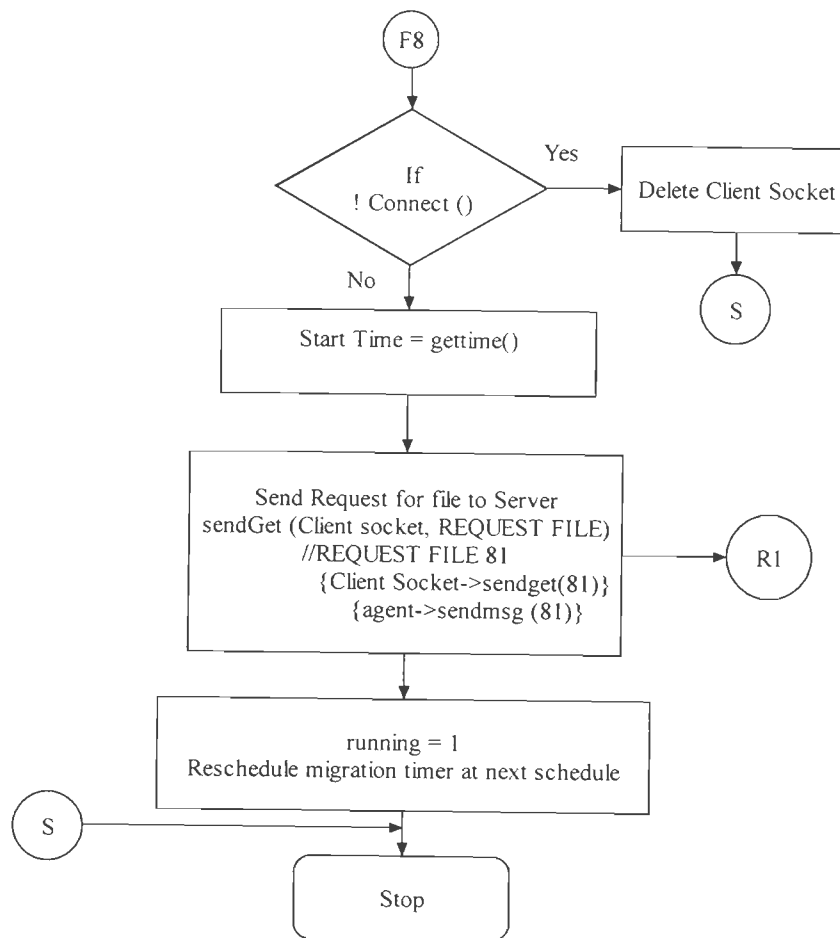 F8
If
! Connect ()
Yes
Delete Client Socket
S
No
Start Time = gettime()
Send Request for file to Server
sendGet (Client socket, REQUEST FILE)
//REQUEST FILE 81
{Client Socket->sendget(81)}
{agent->sendmsg (81)}
R1
running = 1
Reschedule migration timer at next schedule
S
Stop